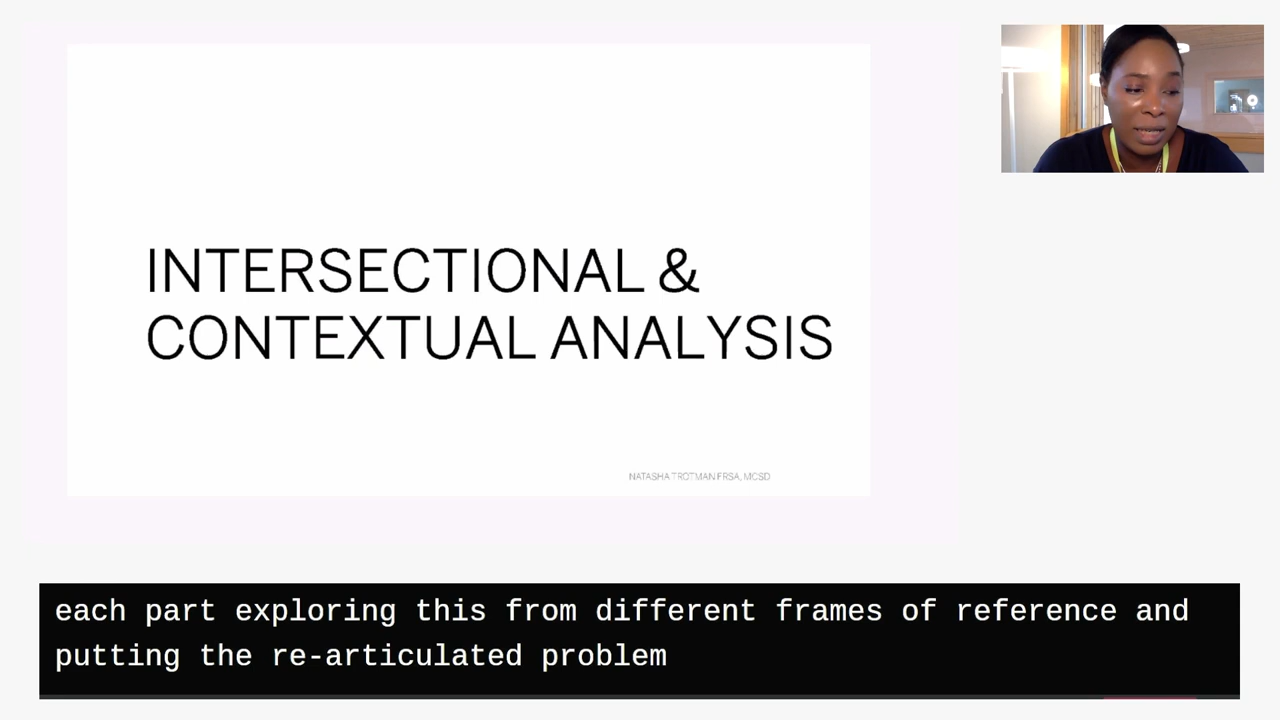 INTERSECTIONAL &
CONTEXTUAL ANALYSIS
NATASHA TROTMAN FRSA, MCSD
each part exploring this from different frames of reference and
putting the re-articulated problem